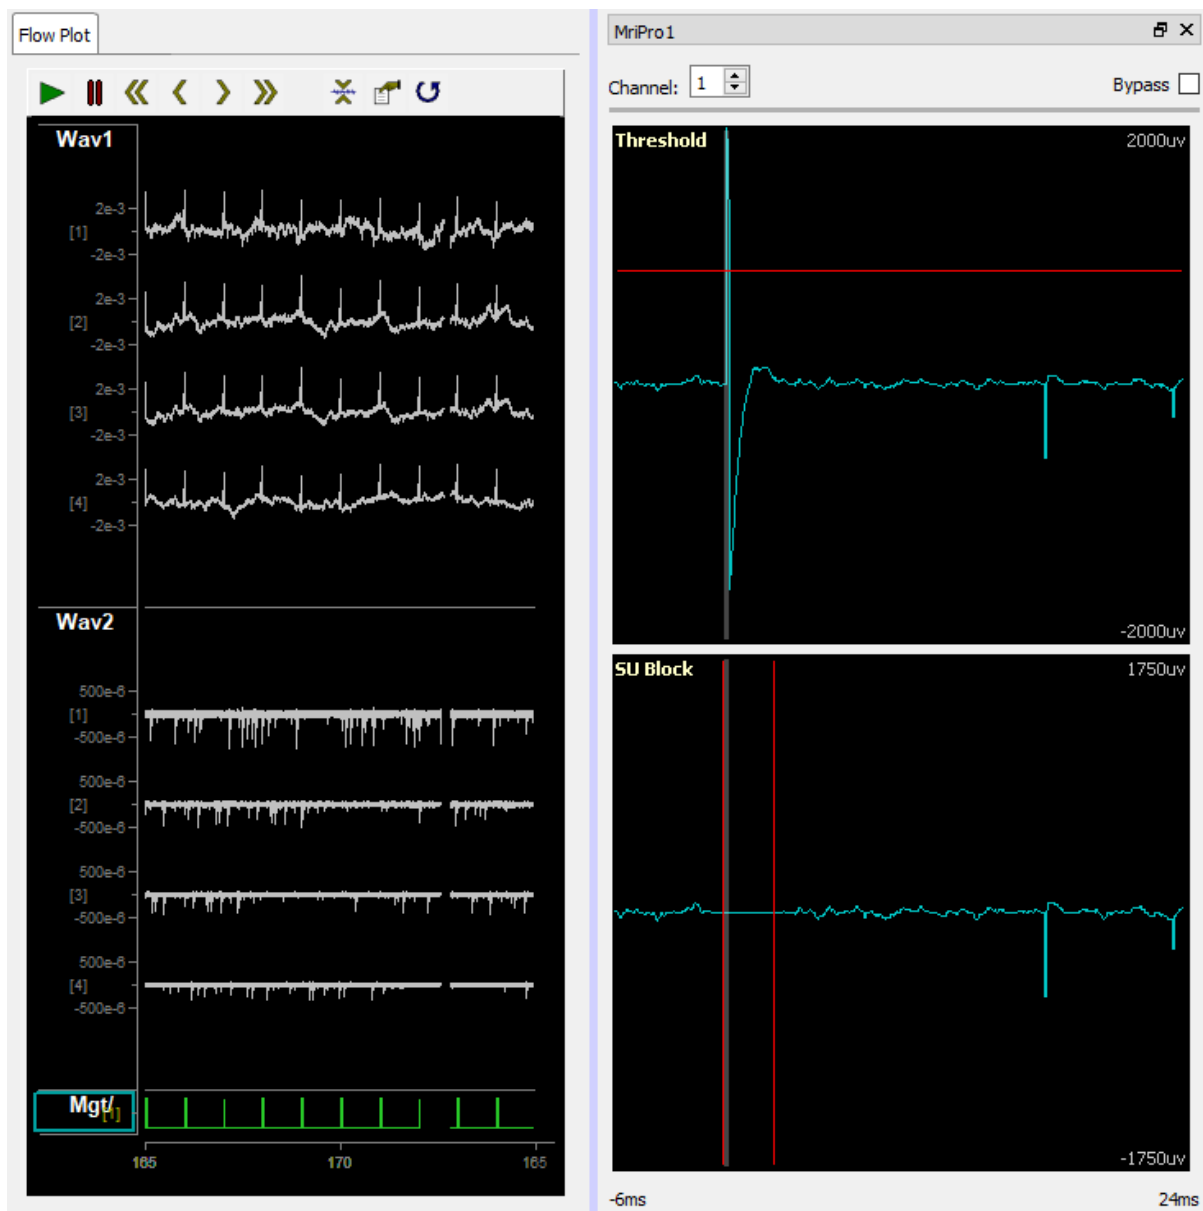 Flow Plot
Wav1
2e-3
[1]
-2e-3
2e-3
[2]
-2e-3
2e-3
[3]
-2e-3
2e-3
[4]
-2e-3
Wav2
500e-6
[1]
-500e-6
500e-6
[2]
-500e-6
500e-6
[3]
-500e-6
500e-6
[4]
-500e-6
Mgt/
[1]
165 170 165
MriPro1
Channel: 1 Bypass
Threshold 2000uv
-2000uv
SU Block 1750uv
-1750uv
-6ms 24ms